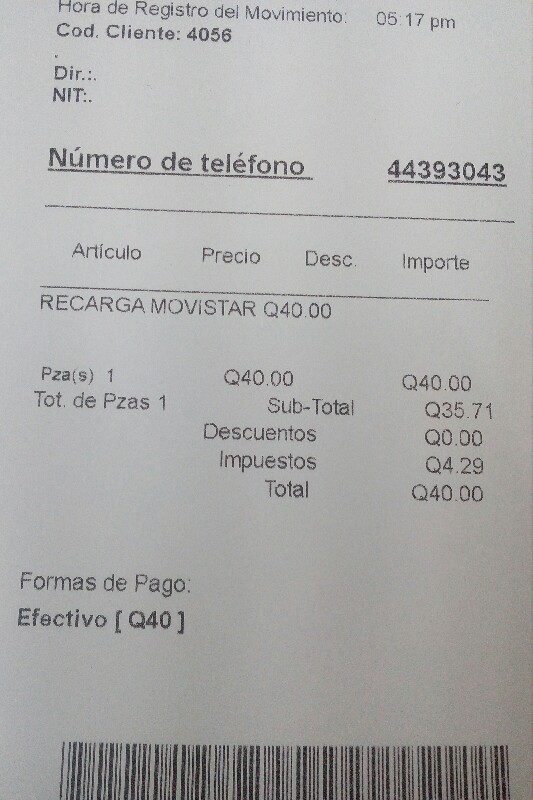 Hora de Registro del Movimiento: 05:17 pm
Cod. Cliente: 4056
.
Dir.:.
NIT:.
Número de teléfono 44393043
Artículo Precio Desc. Importe
RECARGA MOViSTAR Q40.00
Pza(s) 1 Q40.00 Q40.00
Tot. de Pzas 1 Sub-Total Q35.71
Descuentos Q0.00
Impuestos Q4.29
Total Q40.00
Formas de Pago:
Efectivo [ Q40 ]